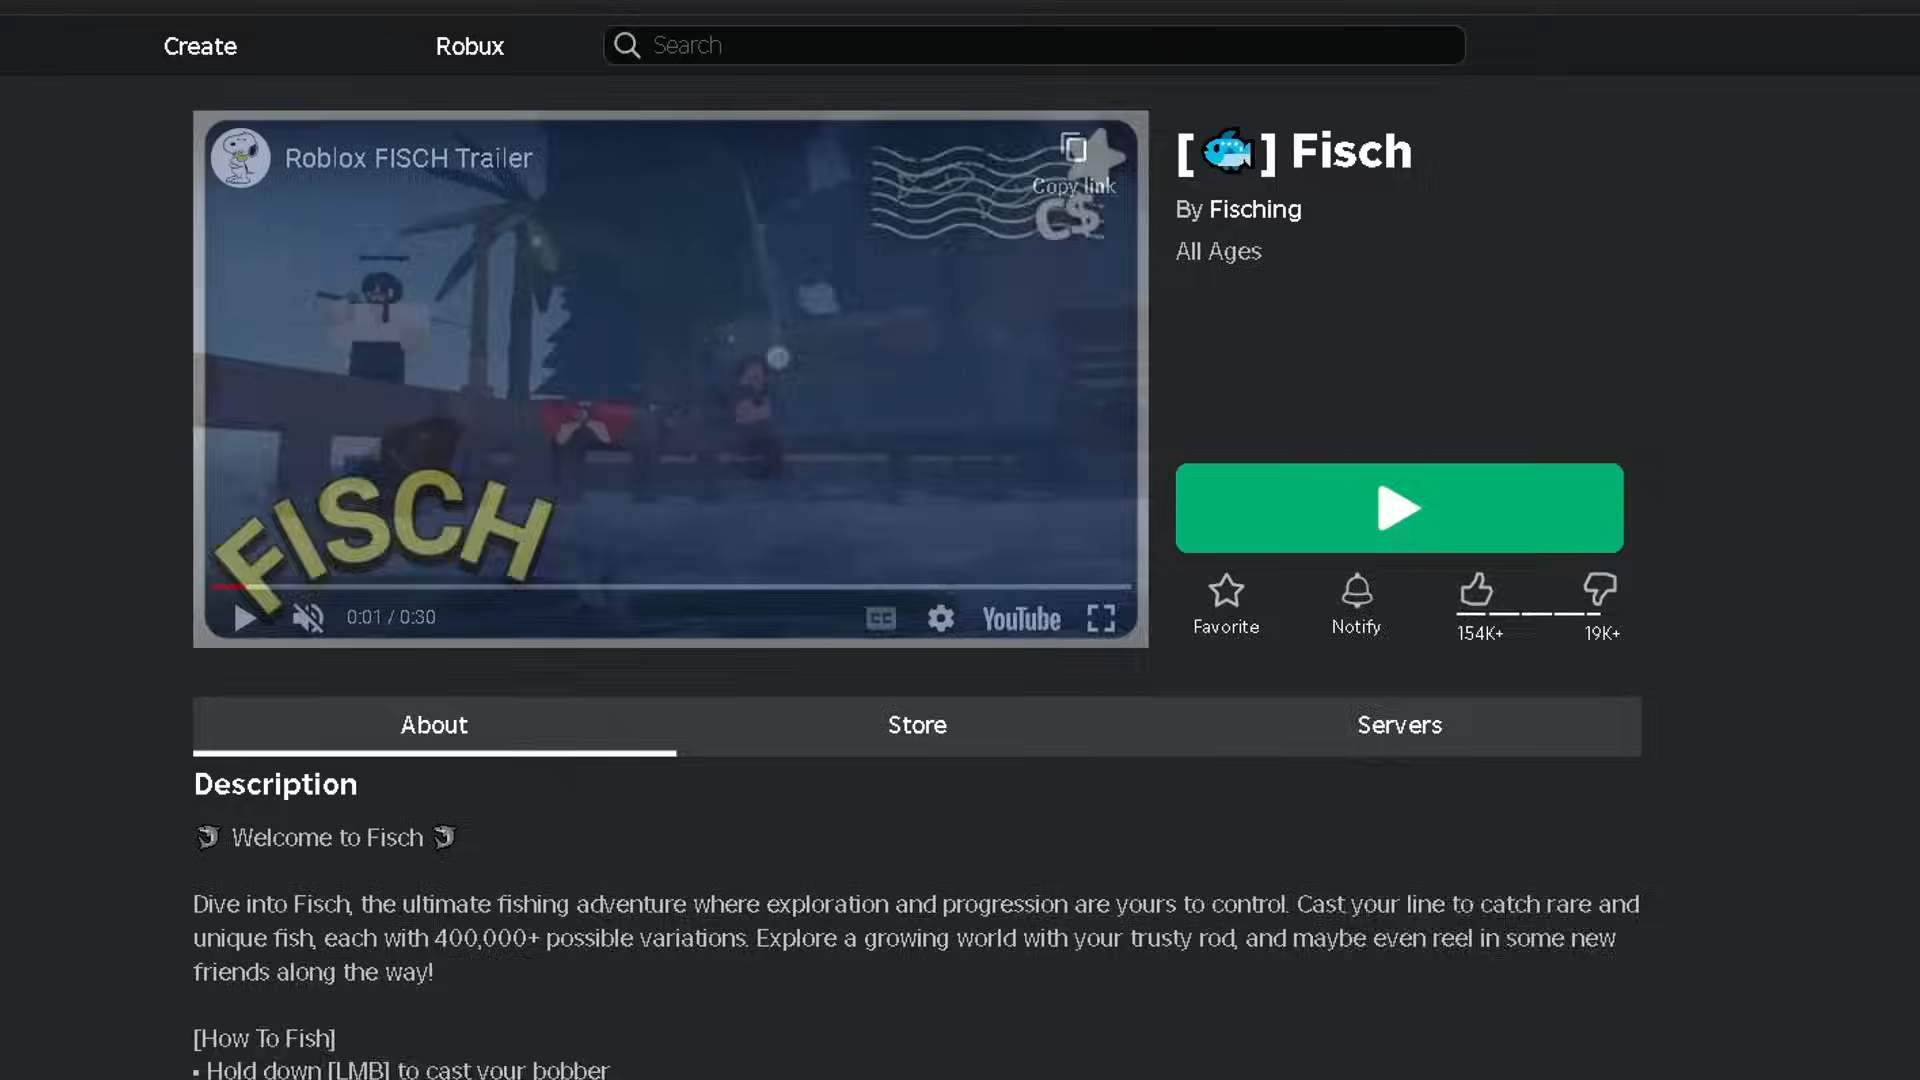 Create
Robux
Search
Roblox FISCH Trailer
Copy link
C$
FISCH
0:01 / 0:30
CC
YouTube
[🐟] Fisch
By Fisching
All Ages
Favorite
Notify
154K+
19K+
About
Store
Servers
Description
Welcome to Fisch
Dive into Fisch, the ultimate fishing adventure where exploration and progression are yours to control. Cast your line to catch rare and
unique fish, each with 400,000+ possible variations. Explore a growing world with your trusty rod, and maybe even reel in some new
friends along the way!
[How To Fish]
▪ Hold down [LMB] to cast your bobber